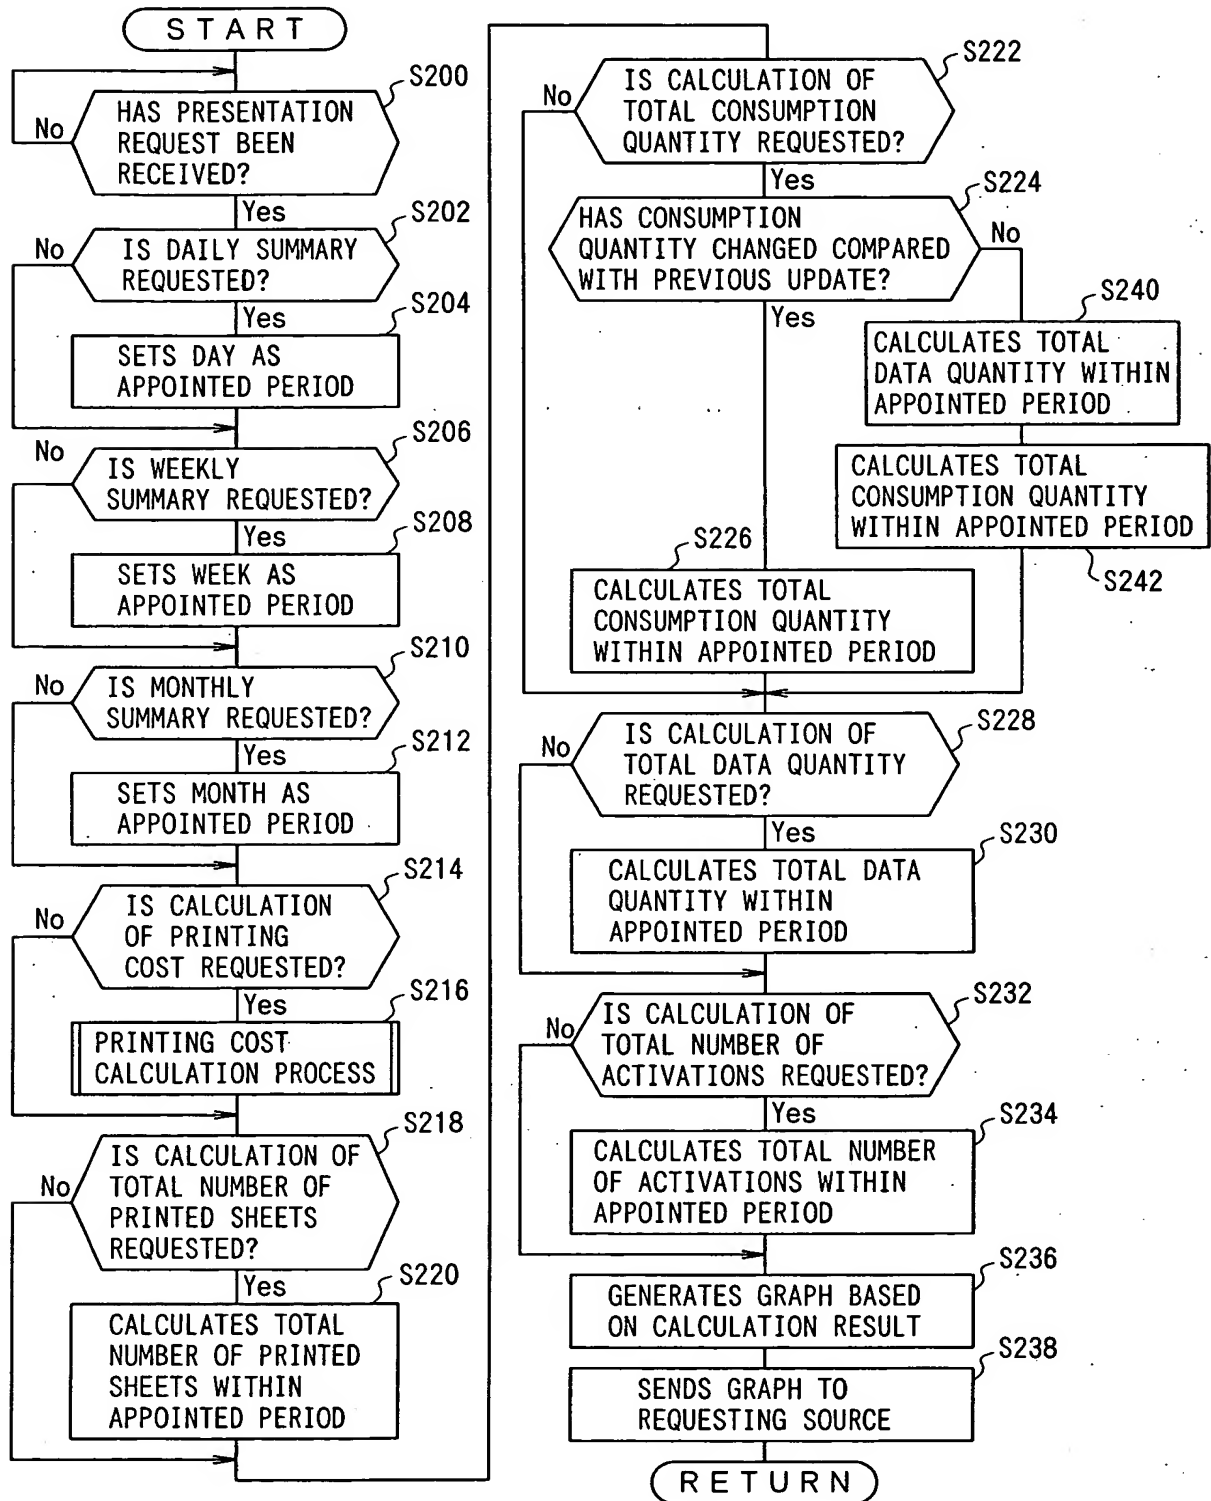 START
S200
No
HAS PRESENTATION
REQUEST BEEN
RECEIVED?
Yes
S202
No
IS DAILY SUMMARY
REQUESTED?
Yes
S204
SETS DAY AS
APPOINTED PERIOD
S206
No
IS WEEKLY
SUMMARY REQUESTED?
Yes
S208
SETS WEEK AS
APPOINTED PERIOD
S210
No
IS MONTHLY
SUMMARY REQUESTED?
Yes
S212
SETS MONTH AS
APPOINTED PERIOD
S214
No
IS CALCULATION
OF PRINTING
COST REQUESTED?
Yes
S216
PRINTING COST
CALCULATION PROCESS
S218
No
IS CALCULATION OF
TOTAL NUMBER OF
PRINTED SHEETS
REQUESTED?
Yes
S220
CALCULATES TOTAL
NUMBER OF PRINTED
SHEETS WITHIN
APPOINTED PERIOD
S222
No
IS CALCULATION OF
TOTAL CONSUMPTION
QUANTITY REQUESTED?
Yes
S224
HAS CONSUMPTION
QUANTITY CHANGED COMPARED
WITH PREVIOUS UPDATE?
No
Yes
S240
CALCULATES TOTAL
DATA QUANTITY WITHIN
APPOINTED PERIOD
CALCULATES TOTAL
CONSUMPTION QUANTITY
WITHIN APPOINTED PERIOD
S242
S226
CALCULATES TOTAL
CONSUMPTION QUANTITY
WITHIN APPOINTED PERIOD
S228
No
IS CALCULATION OF
TOTAL DATA QUANTITY
REQUESTED?
Yes
S230
CALCULATES TOTAL DATA
QUANTITY WITHIN
APPOINTED PERIOD
S232
No
IS CALCULATION OF
TOTAL NUMBER OF
ACTIVATIONS REQUESTED?
Yes
S234
CALCULATES TOTAL NUMBER
OF ACTIVATIONS WITHIN
APPOINTED PERIOD
S236
GENERATES GRAPH BASED
ON CALCULATION RESULT
S238
SENDS GRAPH TO
REQUESTING SOURCE
RETURN